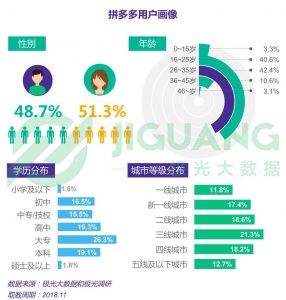 拼多多用户画像
性别
48.7%
51.3%
年龄
0~15岁 3.3%
16~25岁 40.6%
26~35岁 42.4%
36~45岁 10.6%
46~岁 3.1%
JIGUANG
极光大数据
学历分布
小学及以下 1.6%
初中 16.5%
中专/技校 15.5%
高中 19.3%
大专 26.3%
本科 19.1%
硕士及以上 1.8%
城市等级分布
一线城市 11.8%
新一线城市 17.4%
二线城市 18.6%
三线城市 21.3%
四线城市 18.2%
五线及以下城市 12.7%
数据来源：极光大数据和极光调研
取数周期：2018.11